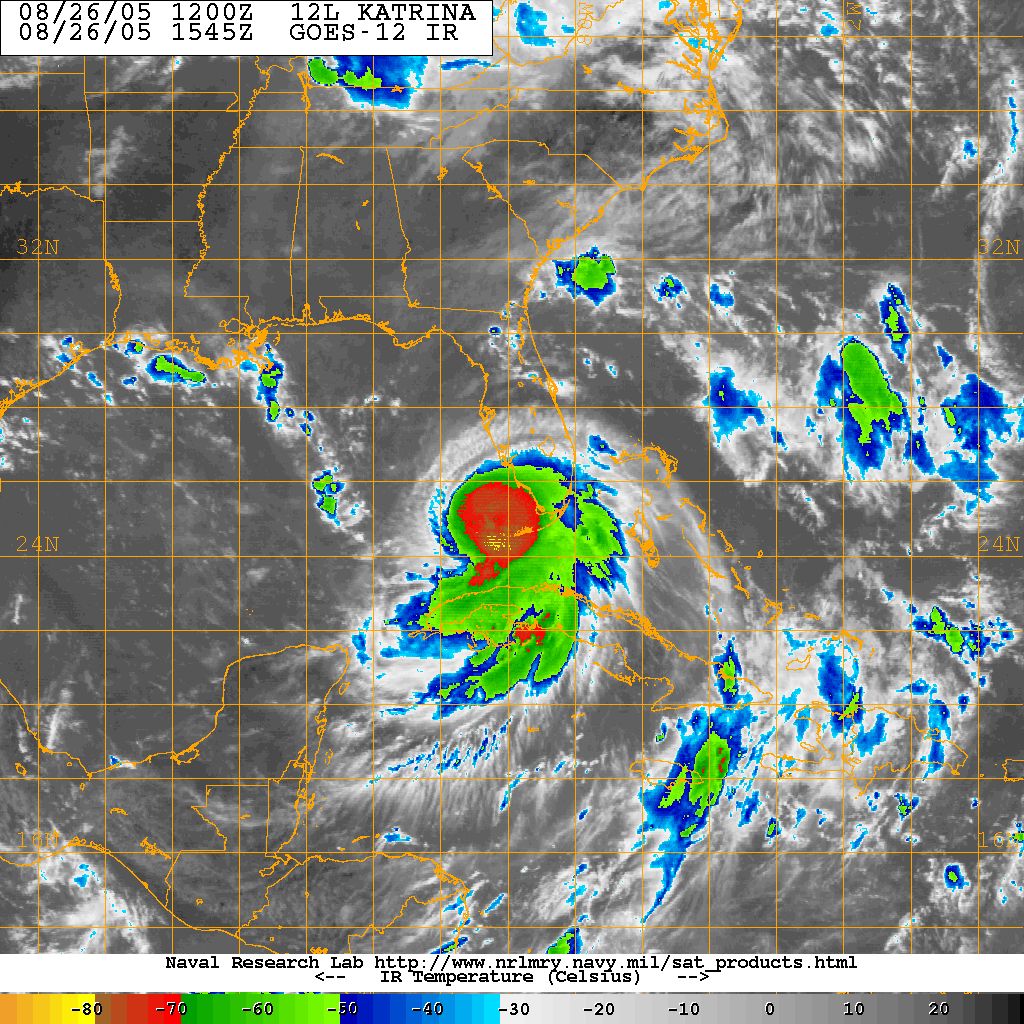 08/26/05 1200Z 12L KATRINA
08/26/05 1545Z GOES-12 IR
32N 32N
24N 24N
16N
Naval Research Lab http://www.nrlmry.navy.mil/sat_products.html
<-- IR Temperature (Celsius) -->
-80 -70 -60 -50 -40 -30 -20 -10 0 10 20